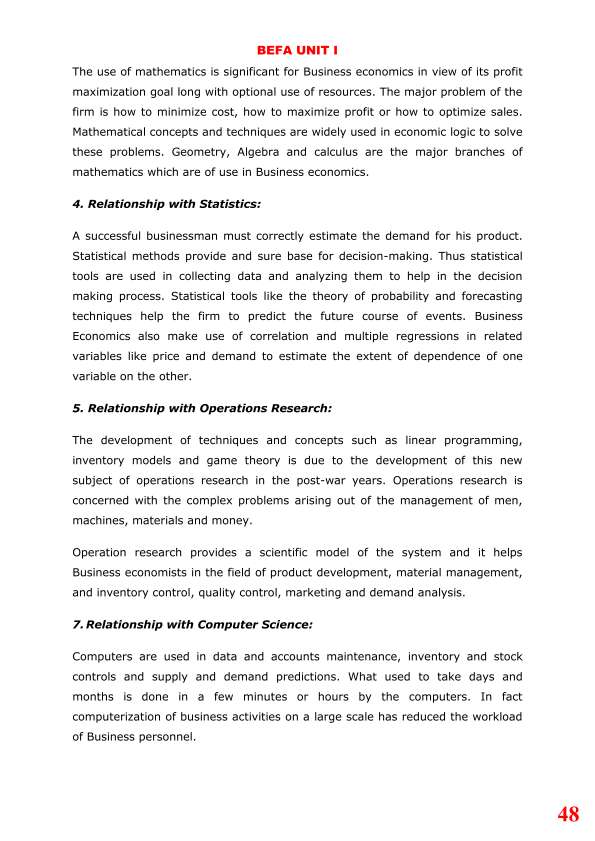 BEFA UNIT I
The use of mathematics is significant for Business economics in view of its profit
maximization goal long with optional use of resources. The major problem of the
firm is how to minimize cost, how to maximize profit or how to optimize sales.
Mathematical concepts and techniques are widely used in economic logic to solve
these problems. Geometry, Algebra and calculus are the major branches of
mathematics which are of use in Business economics.
4. Relationship with Statistics:
A successful businessman must correctly estimate the demand for his product.
Statistical methods provide and sure base for decision-making. Thus statistical
tools are used in collecting data and analyzing them to help in the decision
making process. Statistical tools like the theory of probability and forecasting
techniques help the firm to predict the future course of events. Business
Economics also make use of correlation and multiple regressions in related
variables like price and demand to estimate the extent of dependence of one
variable on the other.
5. Relationship with Operations Research:
The development of techniques and concepts such as linear programming,
inventory models and game theory is due to the development of this new
subject of operations research in the post-war years. Operations research is
concerned with the complex problems arising out of the management of men,
machines, materials and money.
Operation research provides a scientific model of the system and it helps
Business economists in the field of product development, material management,
and inventory control, quality control, marketing and demand analysis.
7. Relationship with Computer Science:
Computers are used in data and accounts maintenance, inventory and stock
controls and supply and demand predictions. What used to take days and
months is done in a few minutes or hours by the computers. In fact
computerization of business activities on a large scale has reduced the workload
of Business personnel.
48